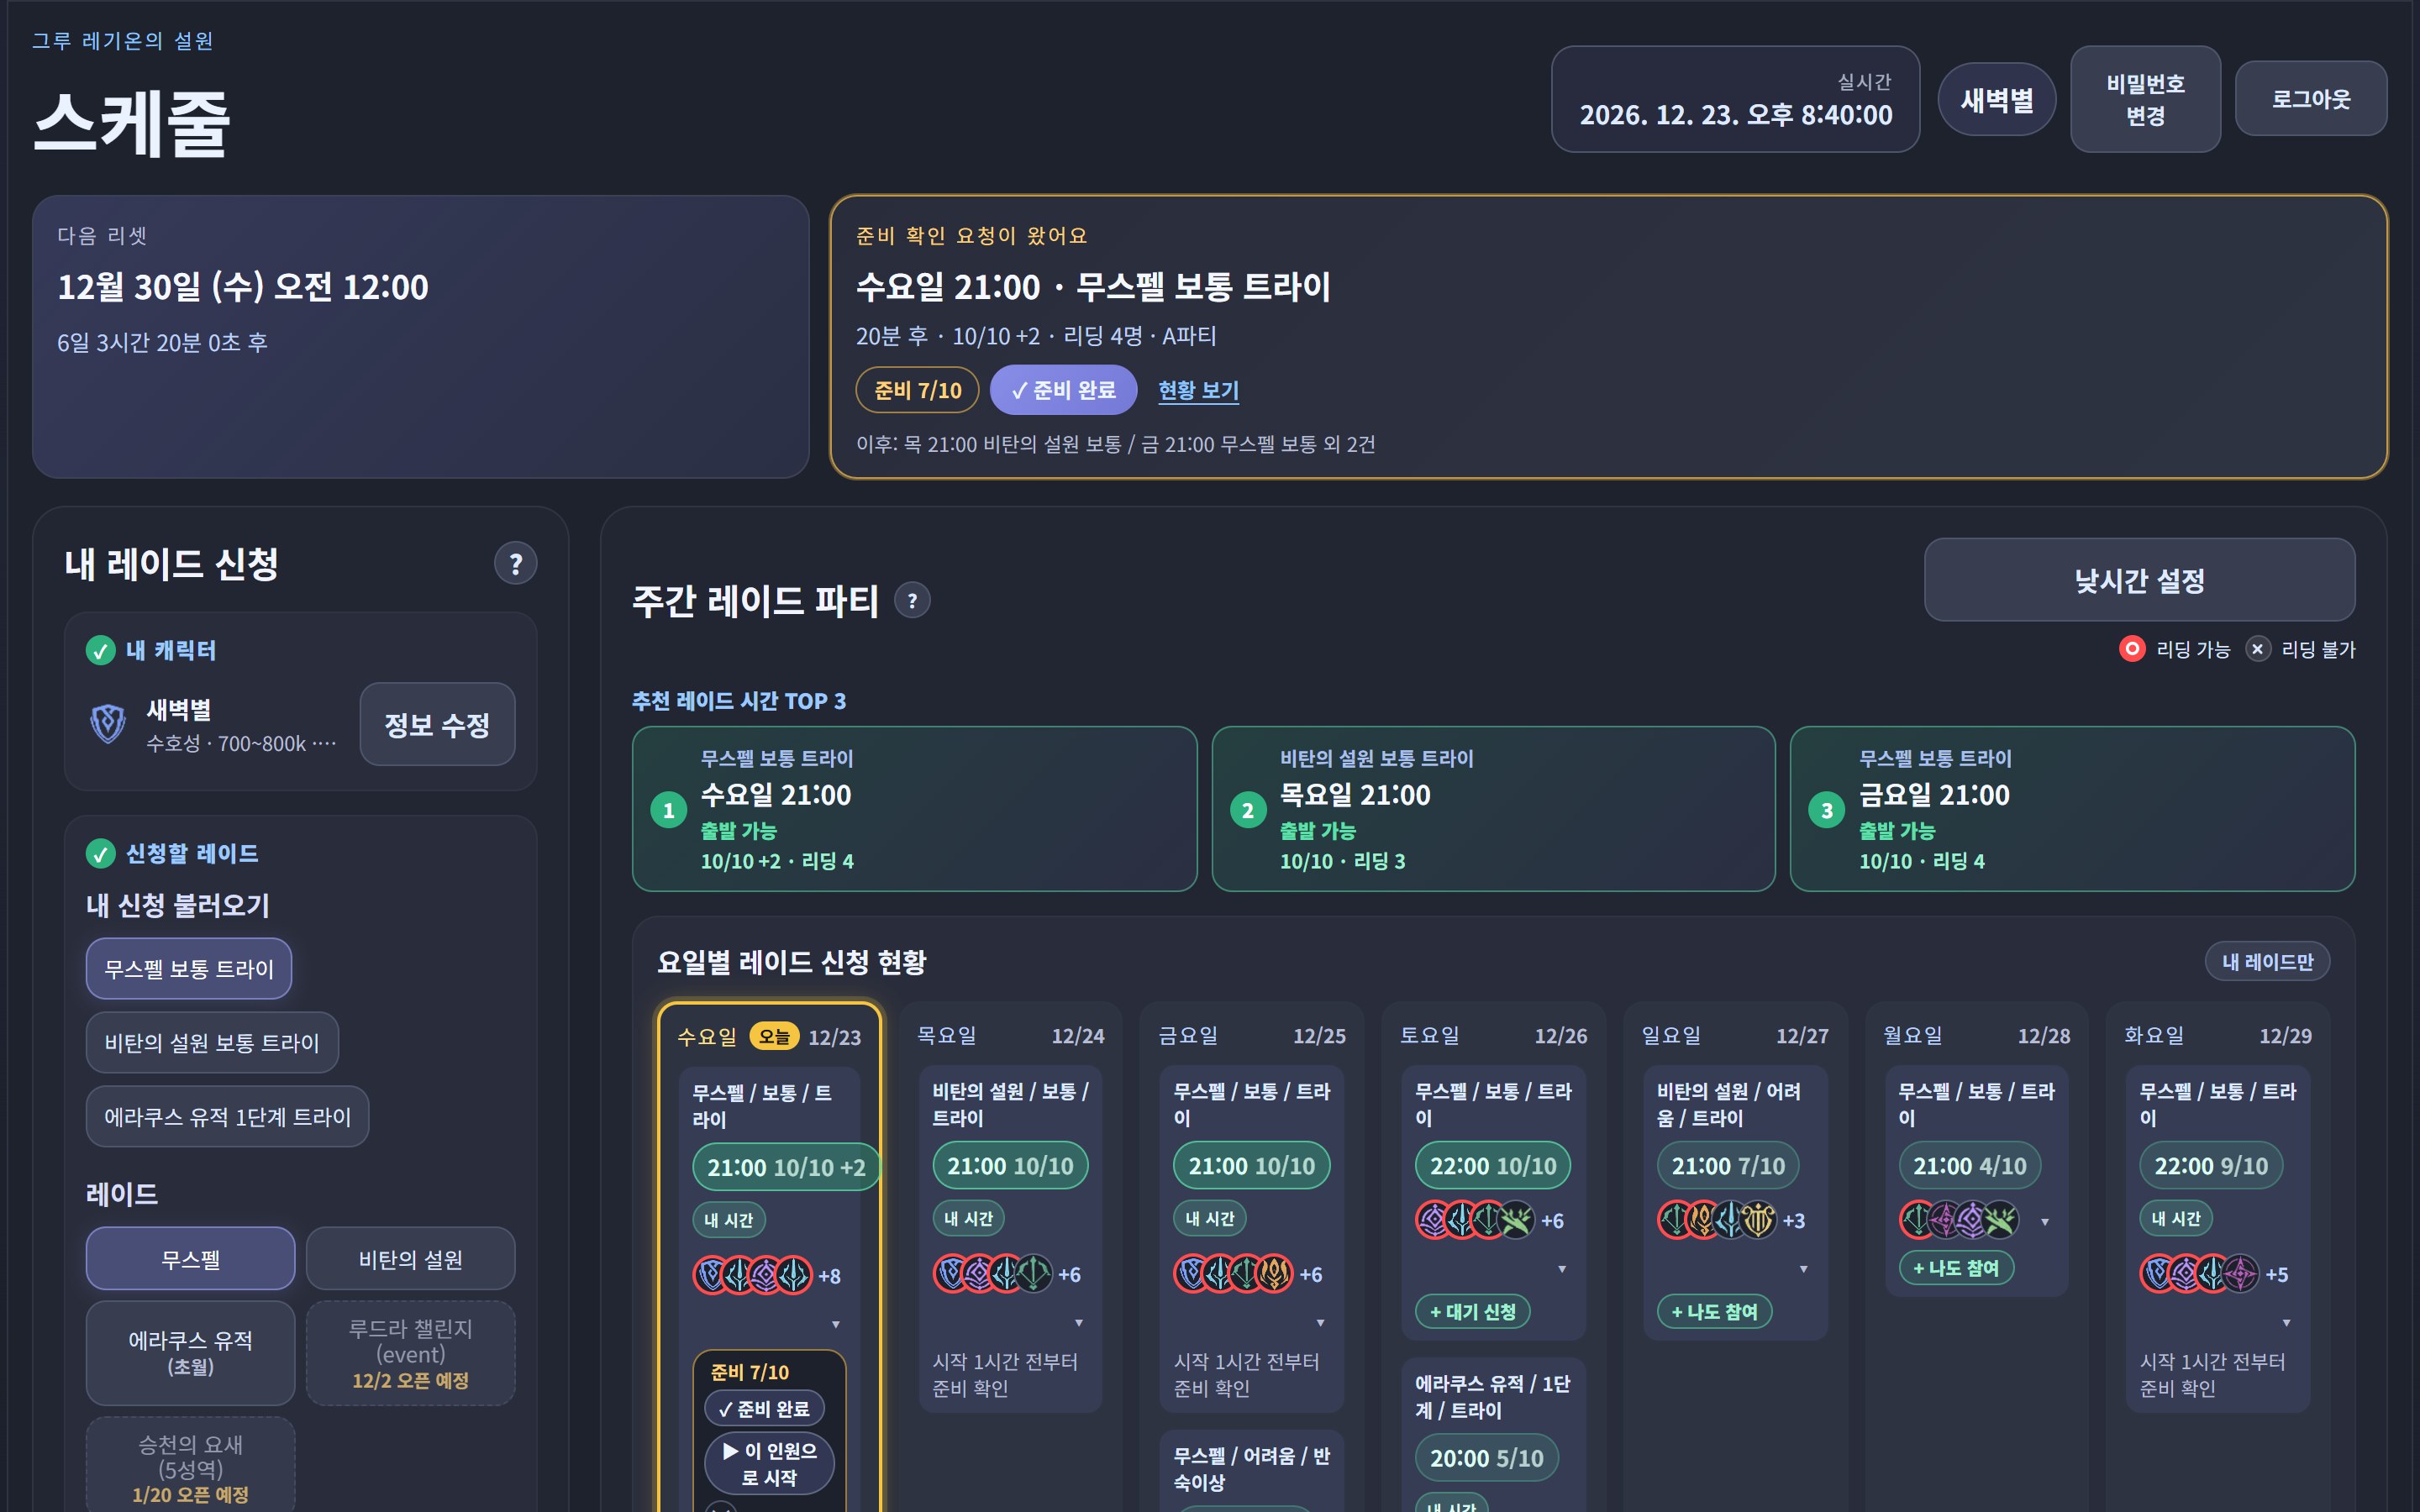 그루 레기온의 설원
스케줄
실시간
2026. 12. 23. 오후 8:40:00
새벽별
비밀번호
변경
로그아웃
다음 리셋
12월 30일 (수) 오전 12:00
6일 3시간 20분 0초 후
준비 확인 요청이 왔어요
수요일 21:00 · 무스펠 보통 트라이
20분 후 · 10/10 +2 · 리딩 4명 · A파티
준비 7/10
✓ 준비 완료
현황 보기
이후: 목 21:00 비탄의 설원 보통 / 금 21:00 무스펠 보통 외 2건
내 레이드 신청
?
✓ 내 캐릭터
새벽별
수호성 · 700~800k ····
정보 수정
✓ 신청할 레이드
내 신청 불러오기
무스펠 보통 트라이
비탄의 설원 보통 트라이
에라쿠스 유적 1단계 트라이
레이드
무스펠
비탄의 설원
에라쿠스 유적
(초월)
루드라 챌린지
(event)
12/2 오픈 예정
승천의 요새
(5성역)
1/20 오픈 예정
주간 레이드 파티
?
낮시간 설정
리딩 가능
리딩 불가
추천 레이드 시간 TOP 3
1
무스펠 보통 트라이
수요일 21:00
출발 가능
10/10 +2 · 리딩 4
2
비탄의 설원 보통 트라이
목요일 21:00
출발 가능
10/10 · 리딩 3
3
무스펠 보통 트라이
금요일 21:00
출발 가능
10/10 · 리딩 4
요일별 레이드 신청 현황
내 레이드만
수요일 오늘 12/23
무스펠 / 보통 / 트
라이
21:00 10/10 +2
내 시간
+8
▼
준비 7/10
✓ 준비 완료
▶ 이 인원으
로 시작
목요일 12/24
비탄의 설원 / 보통 /
트라이
21:00 10/10
내 시간
+6
▼
시작 1시간 전부터
준비 확인
금요일 12/25
무스펠 / 보통 / 트라
이
21:00 10/10
내 시간
+6
▼
시작 1시간 전부터
준비 확인
무스펠 / 어려움 / 반
숙이상
토요일 12/26
무스펠 / 보통 / 트라
이
22:00 10/10
+6
▼
+ 대기 신청
에라쿠스 유적 / 1단
계 / 트라이
20:00 5/10
내 시간
일요일 12/27
비탄의 설원 / 어려
움 / 트라이
21:00 7/10
+3
▼
+ 나도 참여
월요일 12/28
무스펠 / 보통 / 트라
이
21:00 4/10
▼
+ 나도 참여
화요일 12/29
무스펠 / 보통 / 트라
이
22:00 9/10
내 시간
+5
▼
시작 1시간 전부터
준비 확인